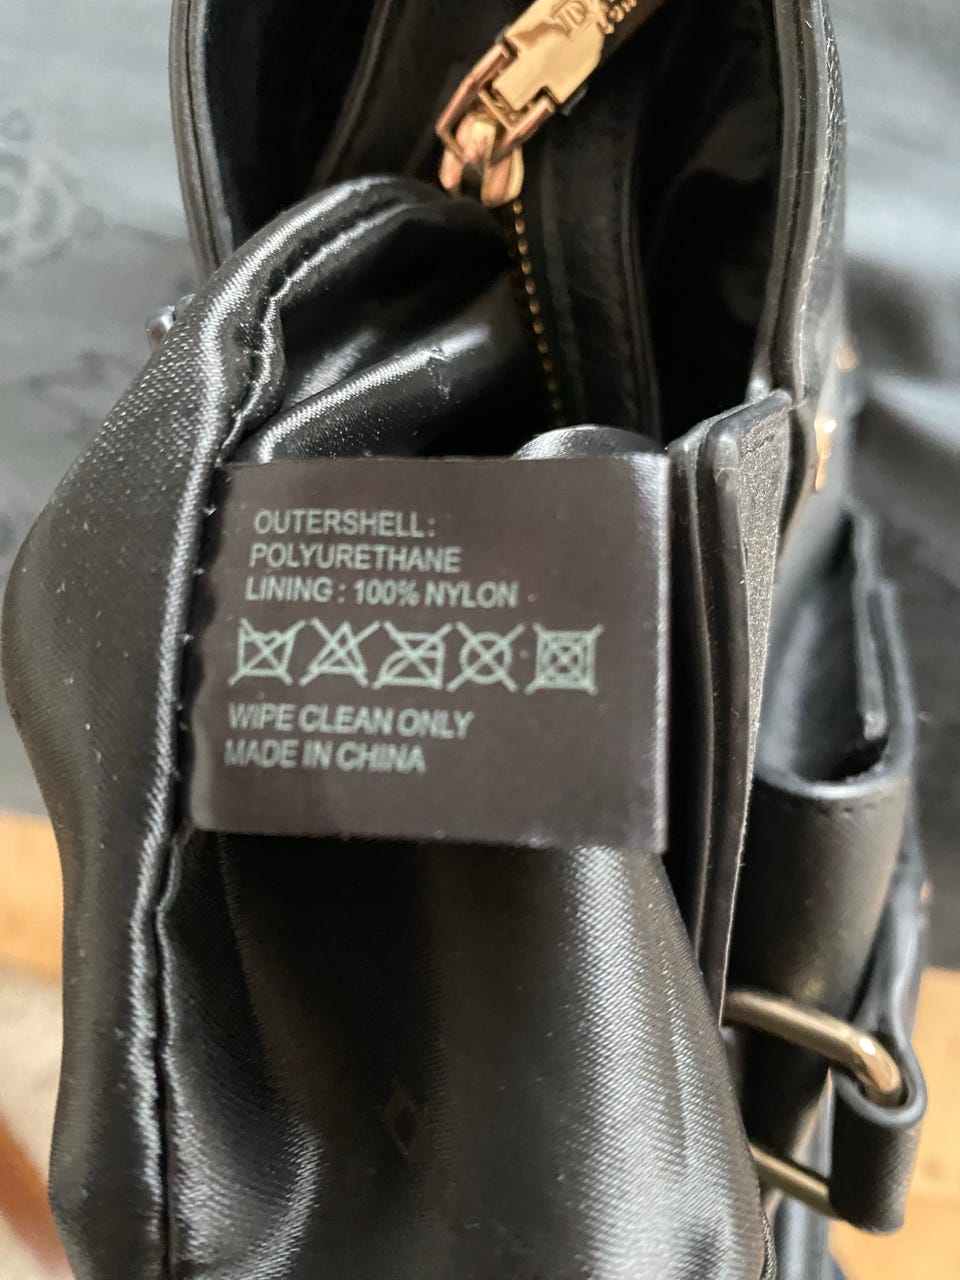 OUTERSHELL:
POLYURETHANE
LINING : 100% NYLON
WIPE CLEAN ONLY
MADE IN CHINA